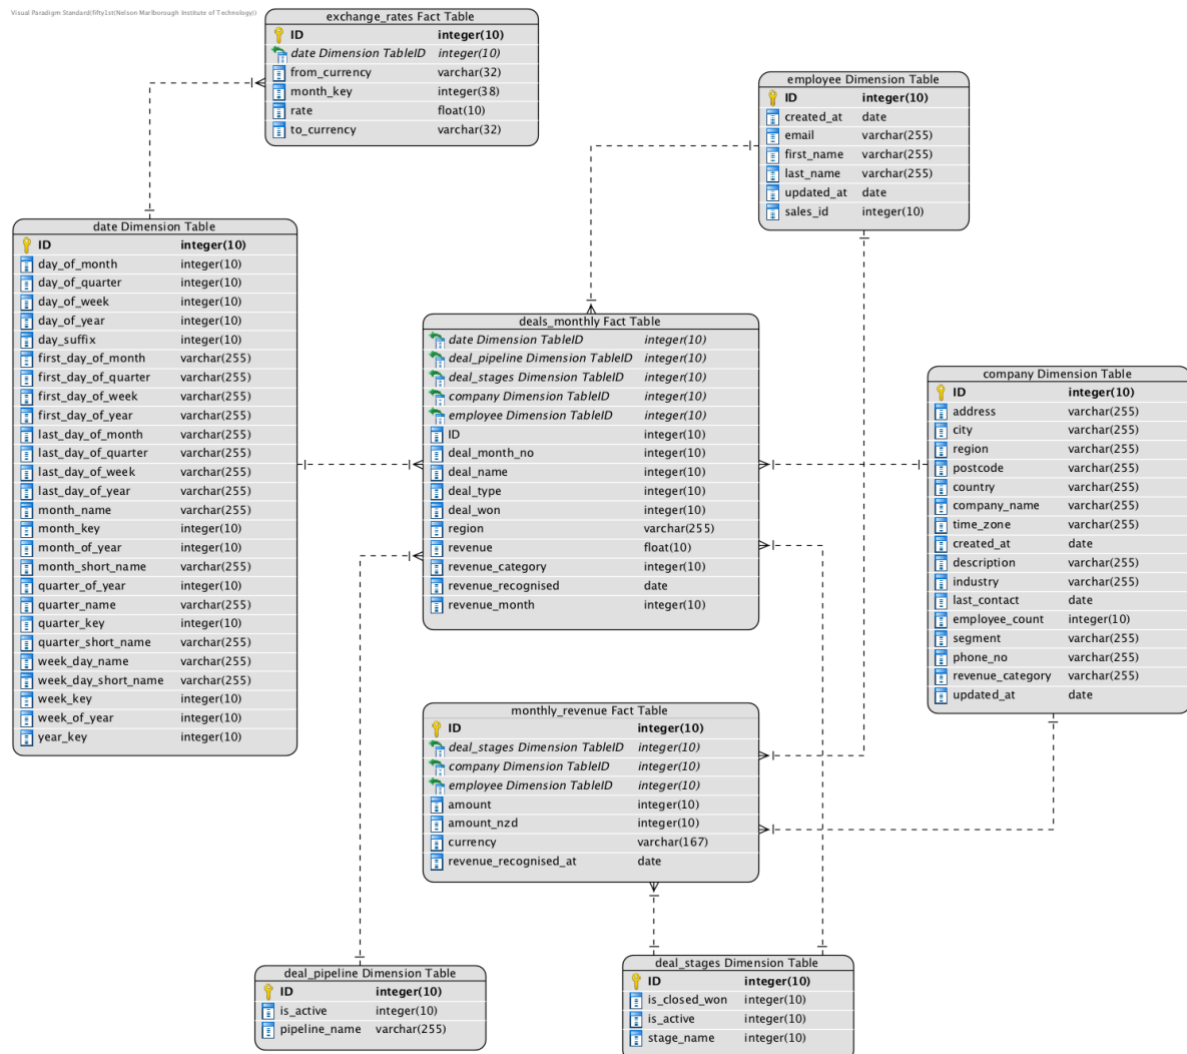 Visual Paradigm Standard(fifty1st(Nelson Marlborough Institute of Technology))
exchange_rates Fact Table
ID integer(10)
date Dimension TableID integer(10)
from_currency varchar(32)
month_key integer(38)
rate float(10)
to_currency varchar(32)
employee Dimension Table
ID integer(10)
created_at date
email varchar(255)
first_name varchar(255)
last_name varchar(255)
updated_at date
sales_id integer(10)
date Dimension Table
ID integer(10)
day_of_month integer(10)
day_of_quarter integer(10)
day_of_week integer(10)
day_of_year integer(10)
day_suffix integer(10)
first_day_of_month varchar(255)
first_day_of_quarter varchar(255)
first_day_of_week varchar(255)
first_day_of_year varchar(255)
last_day_of_month varchar(255)
last_day_of_quarter varchar(255)
last_day_of_week varchar(255)
last_day_of_year varchar(255)
month_name varchar(255)
month_key integer(10)
month_of_year integer(10)
month_short_name varchar(255)
quarter_of_year integer(10)
quarter_name varchar(255)
quarter_key integer(10)
quarter_short_name varchar(255)
week_day_name varchar(255)
week_day_short_name varchar(255)
week_key integer(10)
week_of_year integer(10)
year_key integer(10)
deals_monthly Fact Table
date Dimension TableID integer(10)
deal_pipeline Dimension TableID integer(10)
deal_stages Dimension TableID integer(10)
company Dimension TableID integer(10)
employee Dimension TableID integer(10)
ID integer(10)
deal_month_no integer(10)
deal_name integer(10)
deal_type integer(10)
deal_won integer(10)
region varchar(255)
revenue float(10)
revenue_category integer(10)
revenue_recognised date
revenue_month integer(10)
company Dimension Table
ID integer(10)
address varchar(255)
city varchar(255)
region varchar(255)
postcode varchar(255)
country varchar(255)
company_name varchar(255)
time_zone varchar(255)
created_at date
description varchar(255)
industry varchar(255)
last_contact date
employee_count integer(10)
segment varchar(255)
phone_no varchar(255)
revenue_category varchar(255)
updated_at date
monthly_revenue Fact Table
ID integer(10)
deal_stages Dimension TableID integer(10)
company Dimension TableID integer(10)
employee Dimension TableID integer(10)
amount integer(10)
amount_nzd integer(10)
currency varchar(167)
revenue_recognised_at date
deal_pipeline Dimension Table
ID integer(10)
is_active integer(10)
pipeline_name varchar(255)
deal_stages Dimension Table
ID integer(10)
is_closed_won integer(10)
is_active integer(10)
stage_name integer(10)